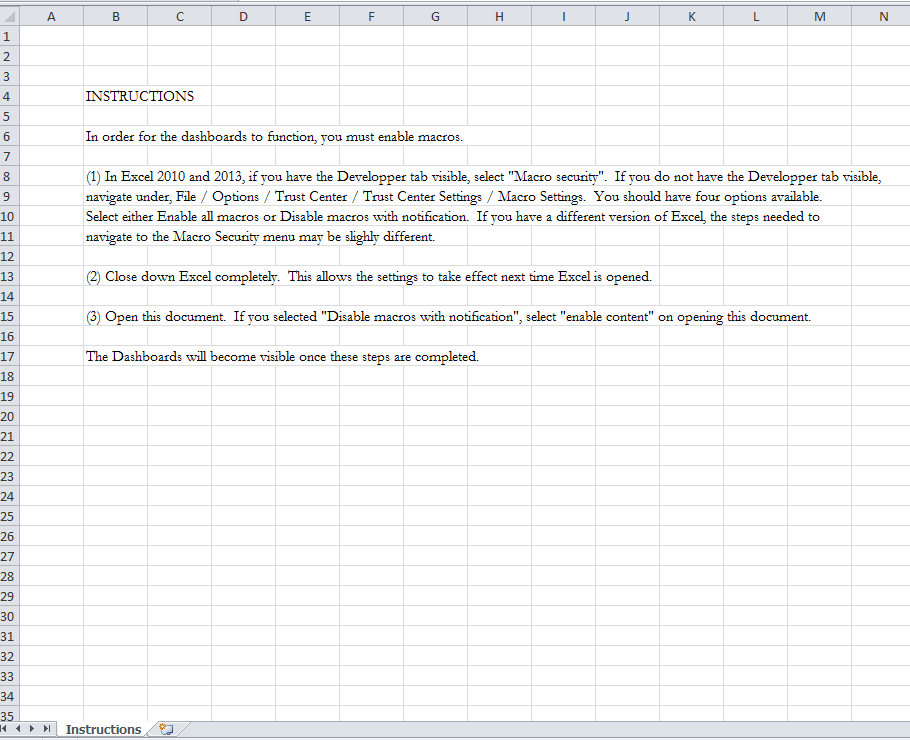 A B C D E F G H I J K L M N
1
2
3
4 INSTRUCTIONS
5
6 In order for the dashboards to function, you must enable macros.
7
8 (1) In Excel 2010 and 2013, if you have the Developper tab visible, select "Macro security".  If you do not have the Developper tab visible,
9 navigate under, File / Options / Trust Center / Trust Center Settings / Macro Settings.  You should have four options available.
10 Select either Enable all macros or Disable macros with notification.  If you have a different version of Excel, the steps needed to
11 navigate to the Macro Security menu may be slighly different.
12
13 (2) Close down Excel completely.  This allows the settings to take effect next time Excel is opened.
14
15 (3) Open this document.  If you selected "Disable macros with notification", select "enable content" on opening this document.
16
17 The Dashboards will become visible once these steps are completed.
18
19
20
21
22
23
24
25
26
27
28
29
30
31
32
33
34
35
Instructions